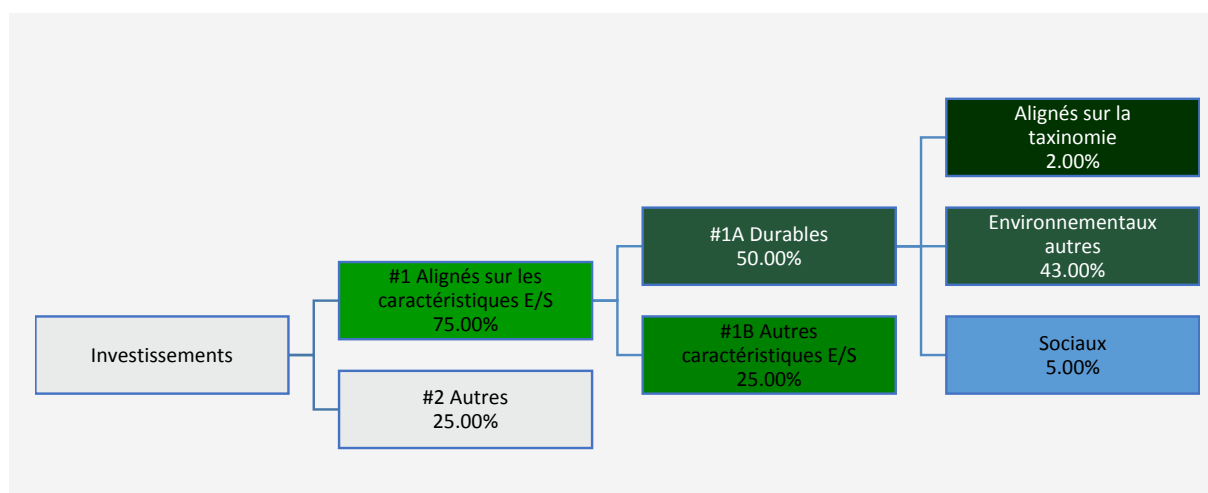 Investissements
#1 Alignés sur les
caractéristiques E/S
75.00%
#2 Autres
25.00%
#1A Durables
50.00%
#1B Autres
caractéristiques E/S
25.00%
Alignés sur la
taxinomie
2.00%
Environnementaux
autres
43.00%
Sociaux
5.00%